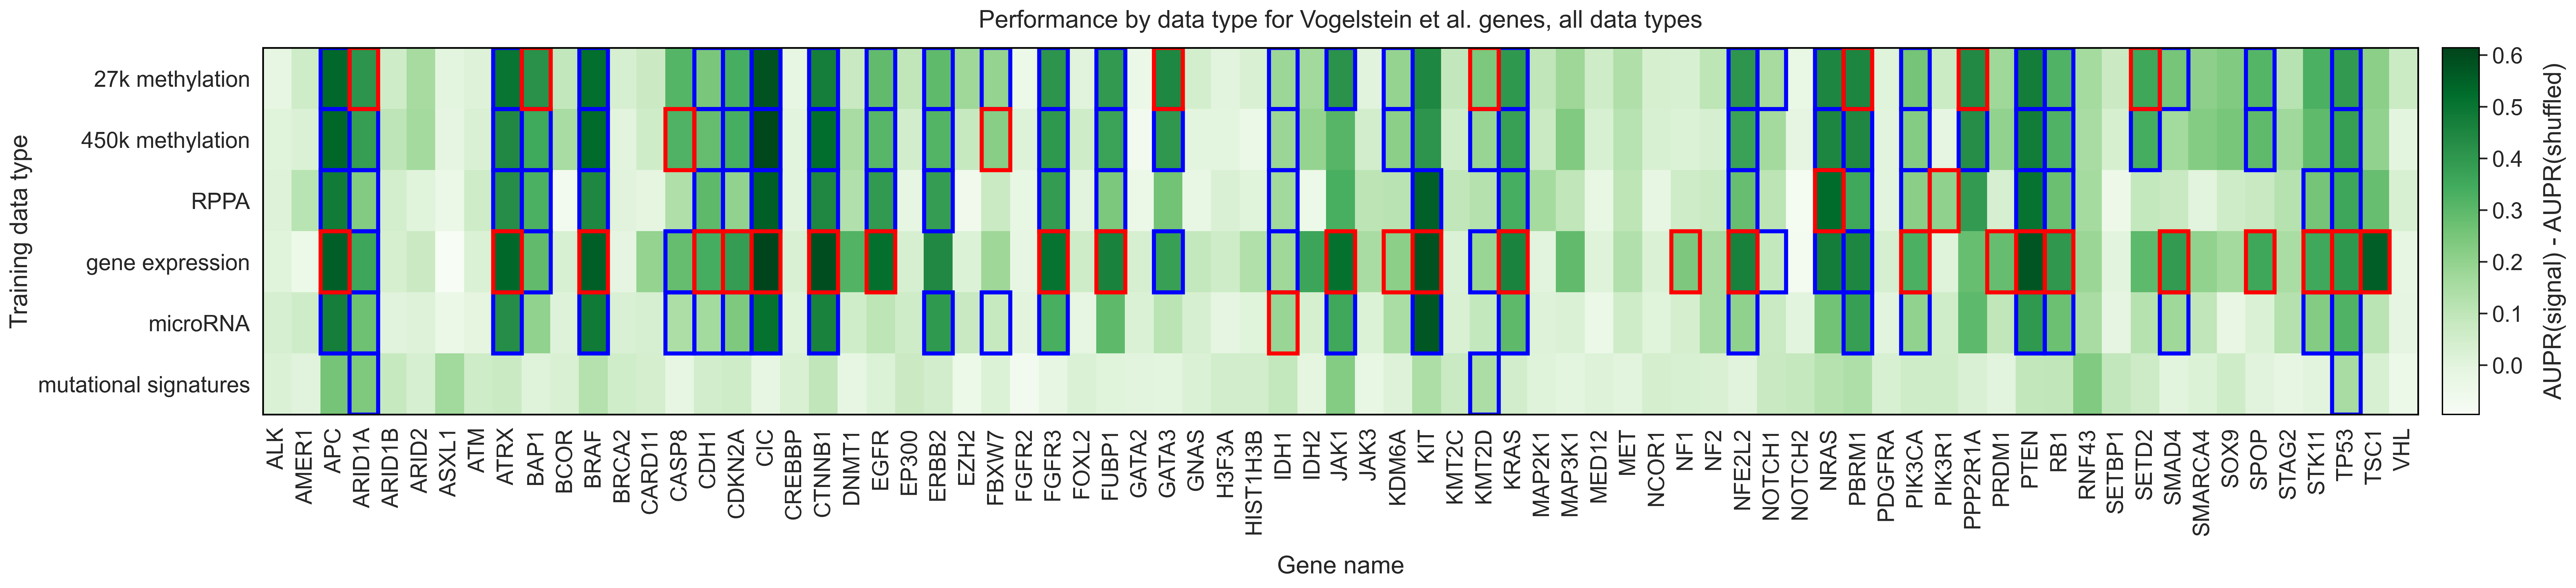 Performance by data type for Vogelstein et al. genes, all data types
Training data type
27k methylation
450k methylation
RPPA
gene expression
microRNA
mutational signatures
ALK
AMER1
APC
ARID1A
ARID1B
ARID2
ASXL1
ATM
ATRX
BAP1
BCOR
BRAF
BRCA2
CARD11
CASP8
CDH1
CDKN2A
CIC
CREBBP
CTNNB1
DNMT1
EGFR
EP300
ERBB2
EZH2
FBXW7
FGFR2
FGFR3
FOXL2
FUBP1
GATA2
GATA3
GNAS
H3F3A
HIST1H3B
IDH1
IDH2
JAK1
JAK3
KDM6A
KIT
KMT2C
KMT2D
KRAS
MAP2K1
MAP3K1
MED12
MET
NCOR1
NF1
NF2
NFE2L2
NOTCH1
NOTCH2
NRAS
PBRM1
PDGFRA
PIK3CA
PIK3R1
PPP2R1A
PRDM1
PTEN
RB1
RNF43
SETBP1
SETD2
SMAD4
SMARCA4
SOX9
SPOP
STAG2
STK11
TP53
TSC1
VHL
Gene name
0.6
0.5
0.4
0.3
0.2
0.1
0.0
AUPR(signal) - AUPR(shuffled)